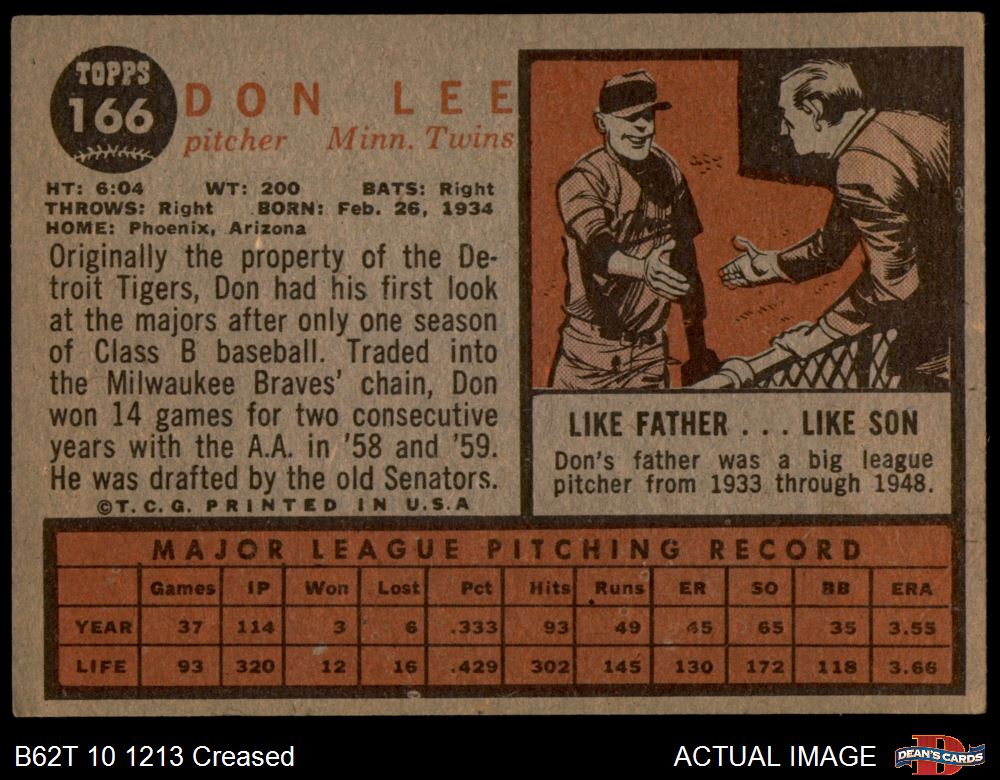 TOPPS
166
DON LEE
pitcher Minn. Twins
HT: 6:04 WT: 200 BATS: Right
THROWS: Right BORN: Feb. 26, 1934
HOME: Phoenix, Arizona
Originally the property of the De-
troit Tigers, Don had his first look
at the majors after only one season
of Class B baseball. Traded into
the Milwaukee Braves' chain, Don
won 14 games for two consecutive
years with the A.A. in '58 and '59.
He was drafted by the old Senators.
©T.C.G. PRINTED IN U.S.A
LIKE FATHER . . . LIKE SON
Don's father was a big league
pitcher from 1933 through 1948.
MAJOR LEAGUE PITCHING RECORD
Games IP Won Lost Pct Hits Runs ER SO BB ERA
YEAR 37 114 3 6 .333 93 49 45 65 35 3.55
LIFE 93 320 12 16 .429 302 145 130 172 118 3.66
B62T 10 1213 Creased
ACTUAL IMAGE
D
DEAN'S CARDS